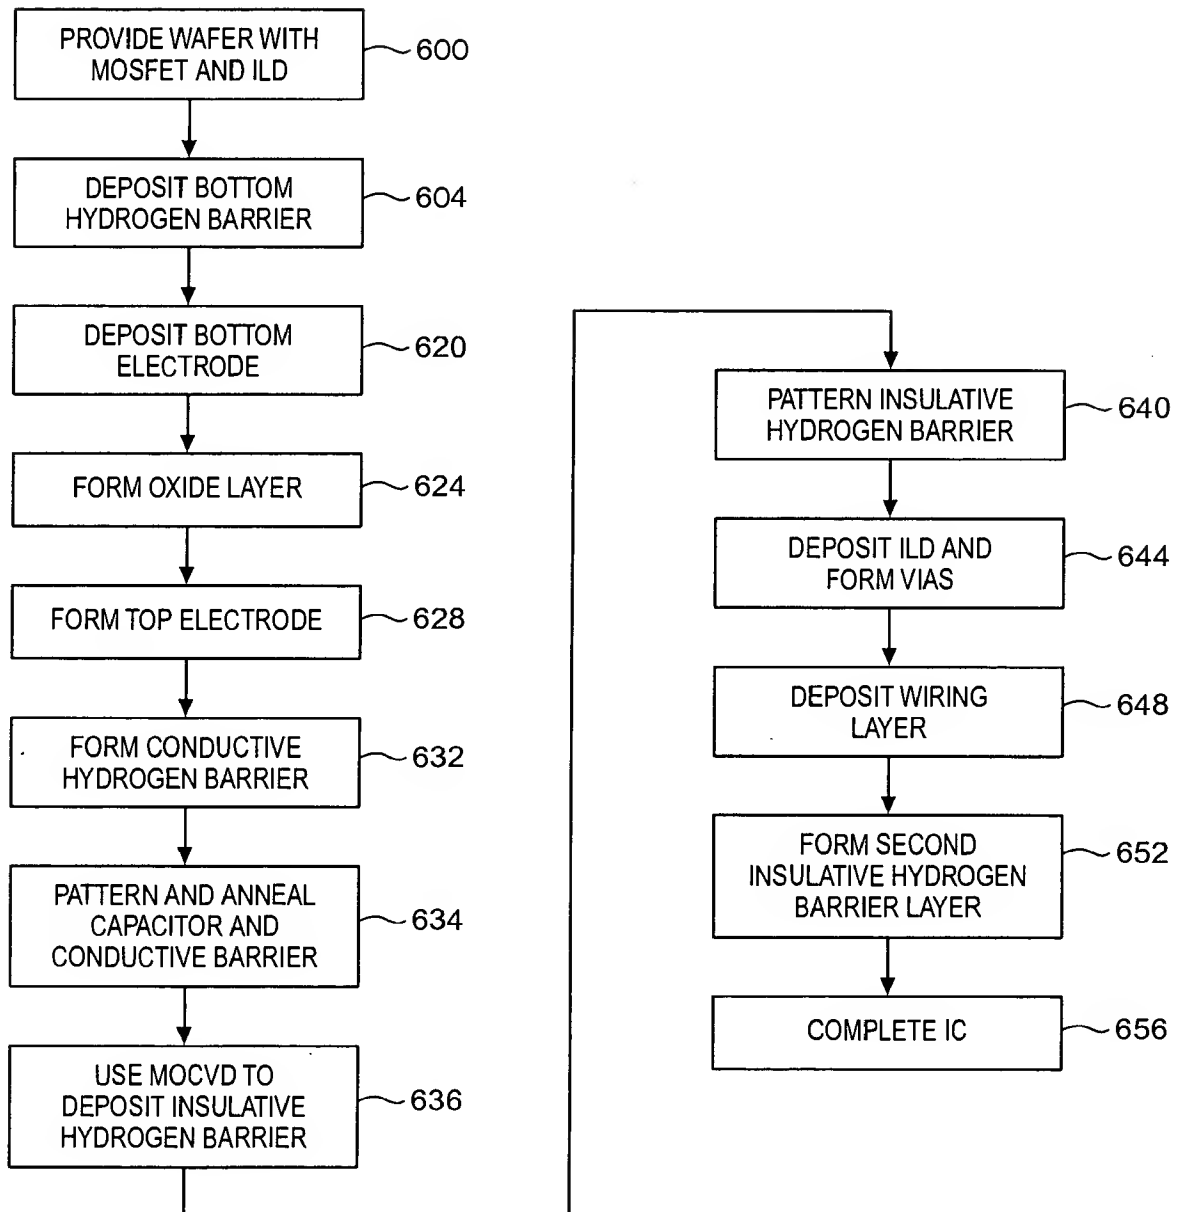 PROVIDE WAFER WITH
MOSFET AND ILD
600
DEPOSIT BOTTOM
HYDROGEN BARRIER
604
DEPOSIT BOTTOM
ELECTRODE
620
FORM OXIDE LAYER
624
FORM TOP ELECTRODE
628
FORM CONDUCTIVE
HYDROGEN BARRIER
632
PATTERN AND ANNEAL
CAPACITOR AND
CONDUCTIVE BARRIER
634
USE MOCVD TO
DEPOSIT INSULATIVE
HYDROGEN BARRIER
636
PATTERN INSULATIVE
HYDROGEN BARRIER
640
DEPOSIT ILD AND
FORM VIAS
644
DEPOSIT WIRING
LAYER
648
FORM SECOND
INSULATIVE HYDROGEN
BARRIER LAYER
652
COMPLETE IC
656